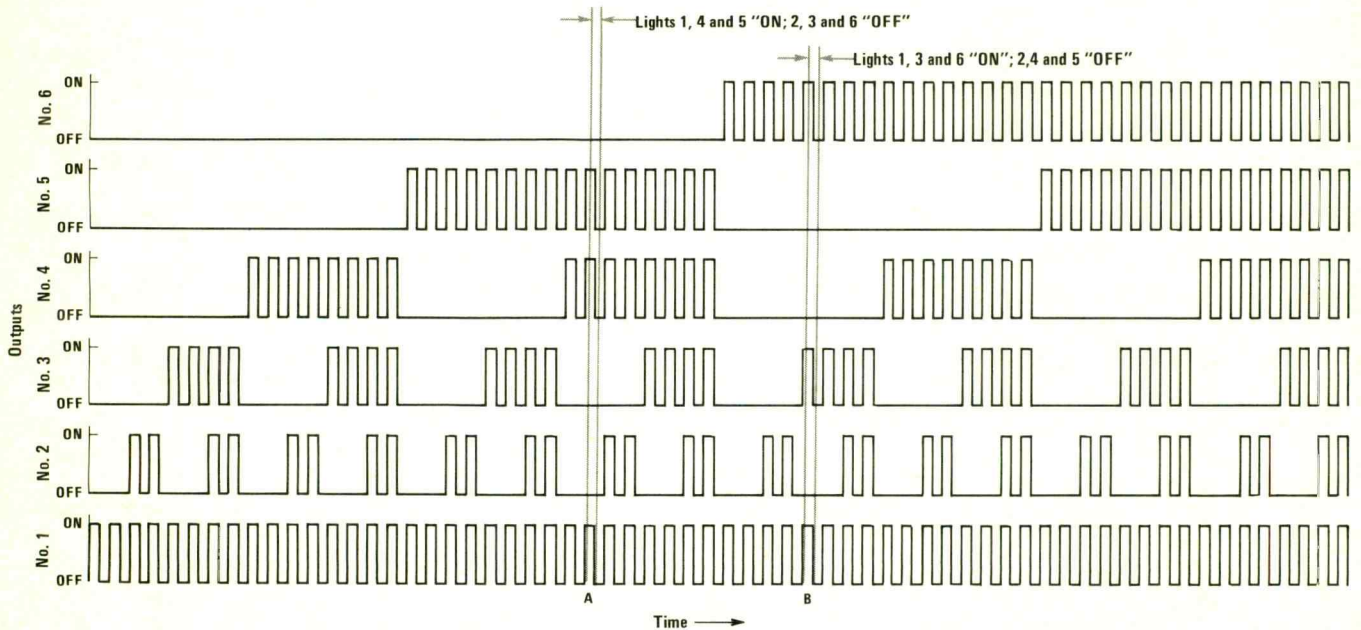 Lights 1, 4 and 5 “ON; 2, 3 and 6 “OFF”
Lights 1, 3 and 6 “ON”; 2,4 and 5 “OFF”
Outputs
No. 6
ON
OFF
No. 5
ON
OFF
No. 4
ON
OFF
No. 3
ON
OFF
No. 2
ON
OFF
No. 1
ON
OFF
A
B
Time